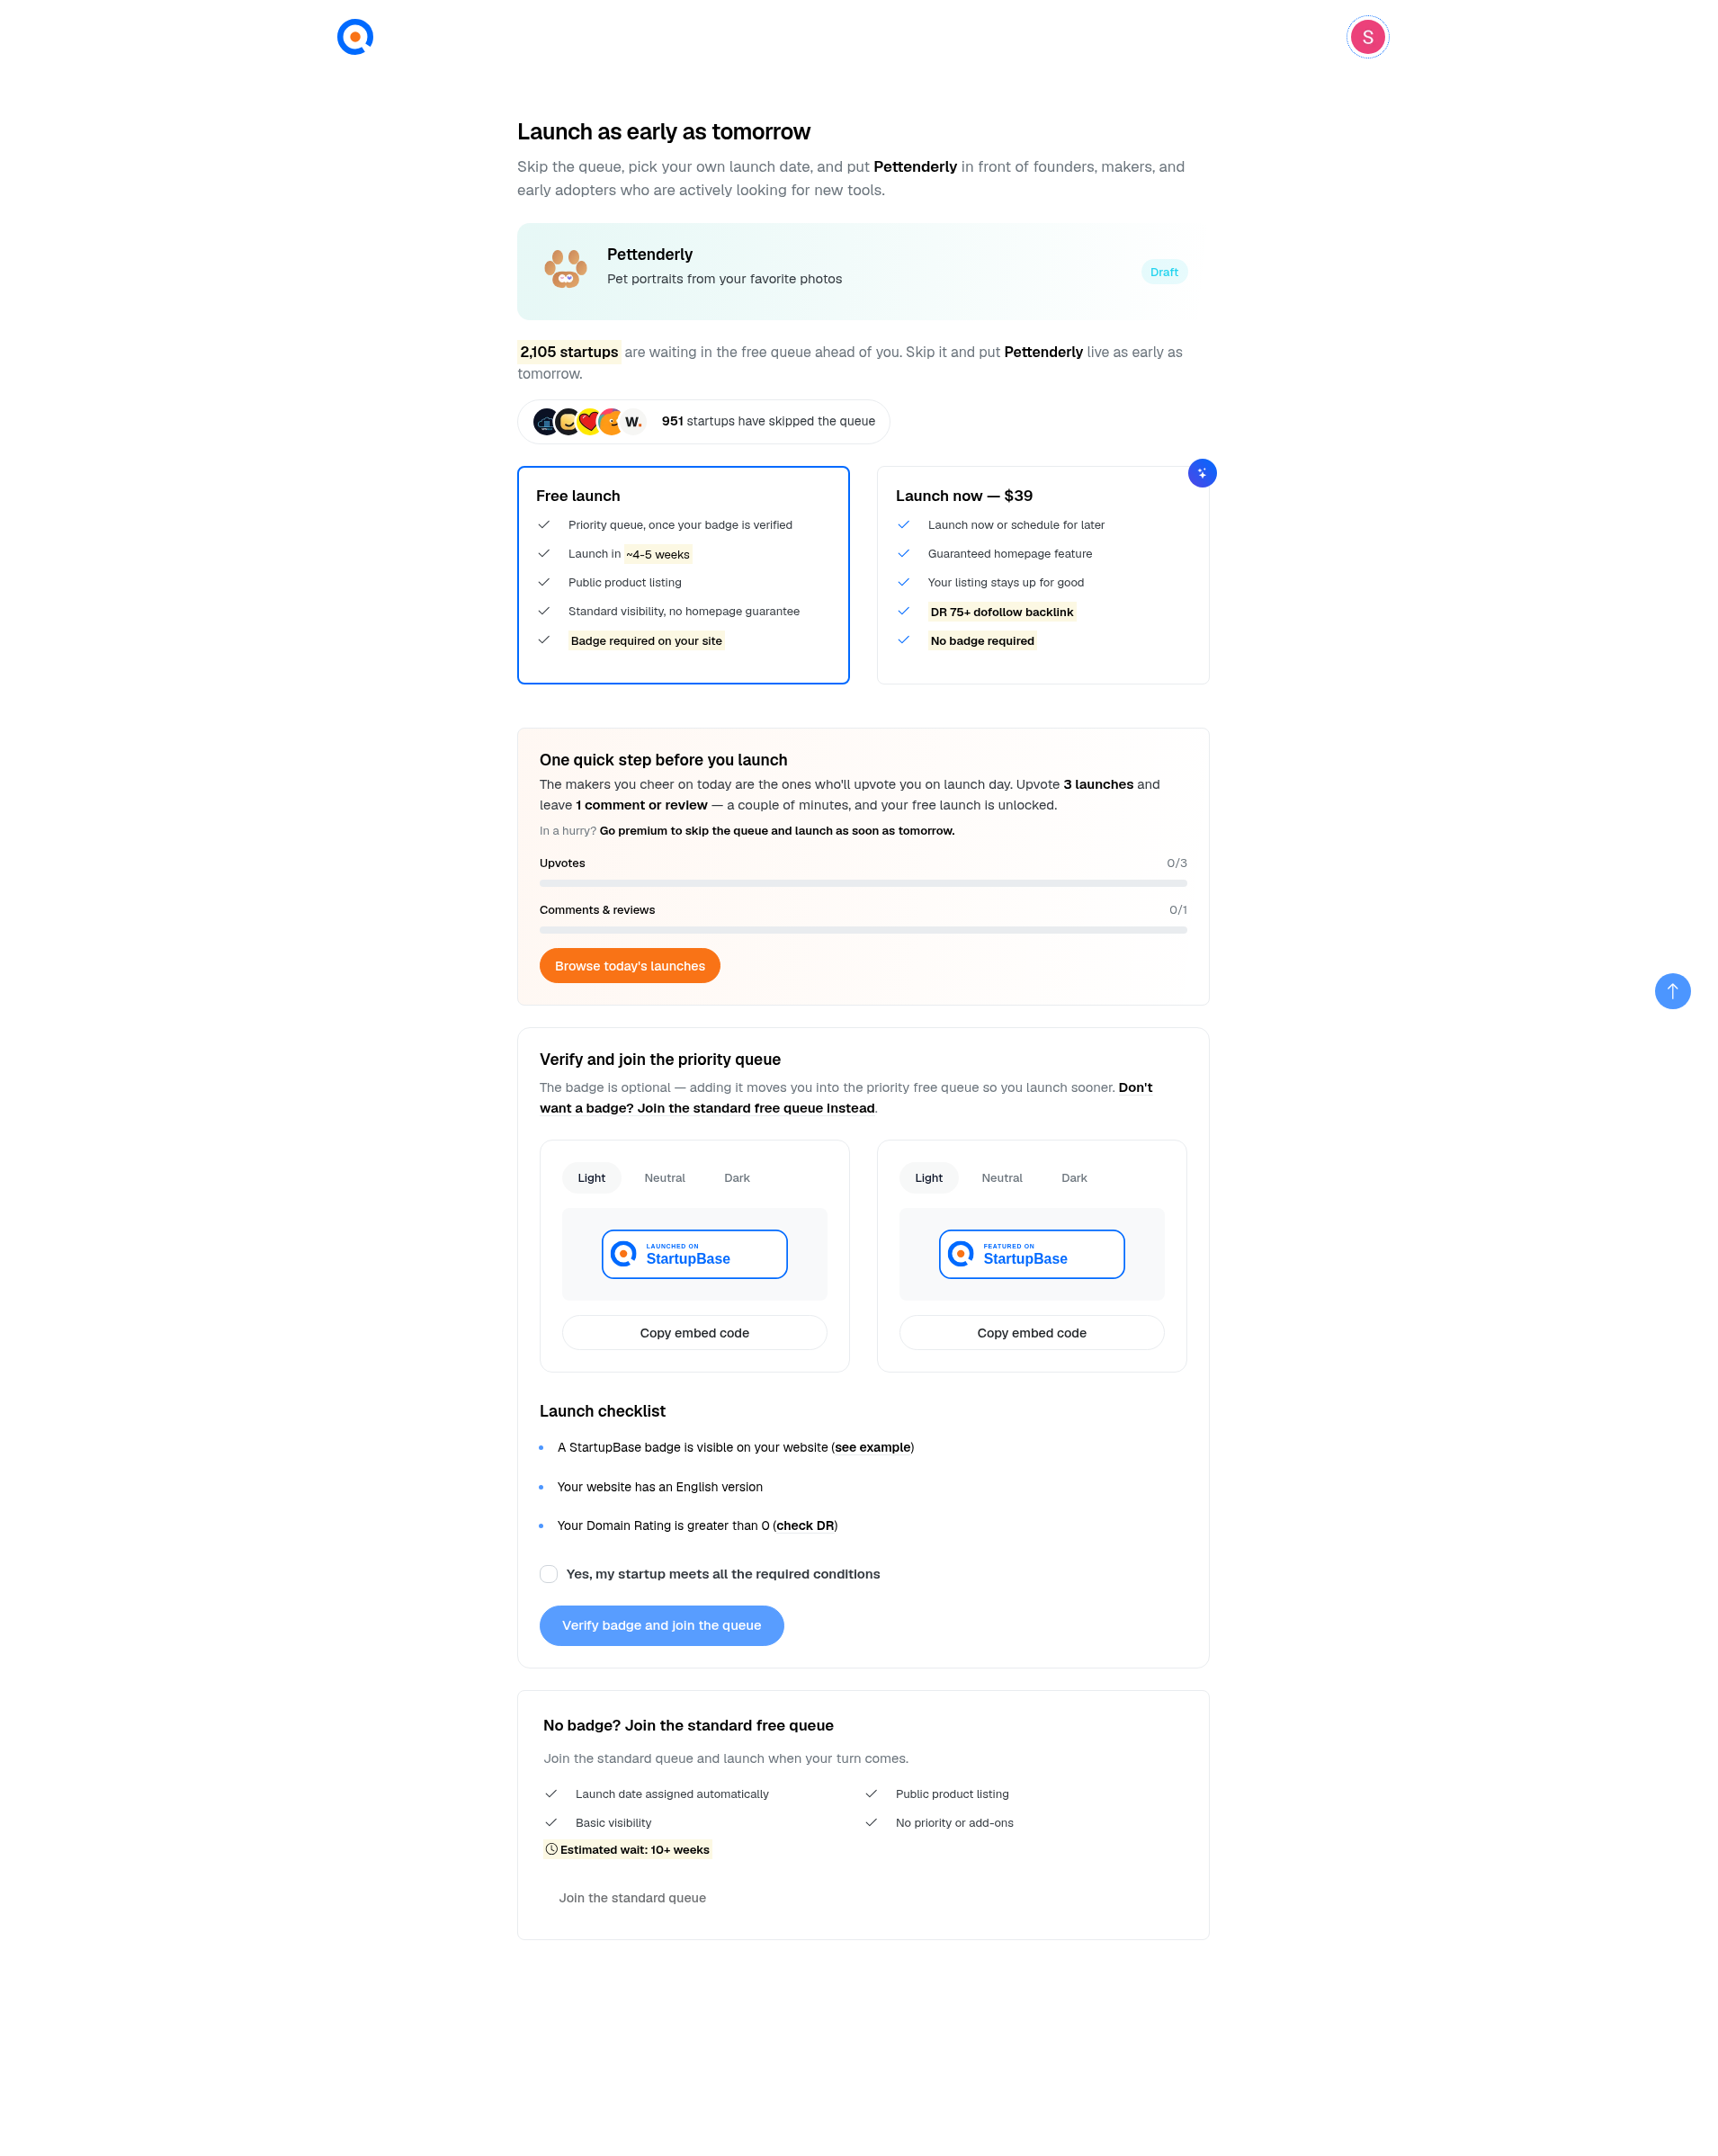 S
Launch as early as tomorrow
Skip the queue, pick your own launch date, and put Pettenderly in front of founders, makers, and
early adopters who are actively looking for new tools.
Pettenderly
Pet portraits from your favorite photos
Draft
2,105 startups are waiting in the free queue ahead of you. Skip it and put Pettenderly live as early as
tomorrow.
W.
951 startups have skipped the queue
Free launch
Priority queue, once your badge is verified
Launch in ~4-5 weeks
Public product listing
Standard visibility, no homepage guarantee
Badge required on your site
Launch now — $39
Launch now or schedule for later
Guaranteed homepage feature
Your listing stays up for good
DR 75+ dofollow backlink
No badge required
One quick step before you launch
The makers you cheer on today are the ones who'll upvote you on launch day. Upvote 3 launches and
leave 1 comment or review — a couple of minutes, and your free launch is unlocked.
In a hurry? Go premium to skip the queue and launch as soon as tomorrow.
Upvotes
0/3
Comments & reviews
0/1
Browse today's launches
Verify and join the priority queue
The badge is optional — adding it moves you into the priority free queue so you launch sooner. Don't
want a badge? Join the standard free queue instead.
Light
Neutral
Dark
LAUNCHED ON
StartupBase
Copy embed code
Light
Neutral
Dark
FEATURED ON
StartupBase
Copy embed code
Launch checklist
A StartupBase badge is visible on your website (see example)
Your website has an English version
Your Domain Rating is greater than 0 (check DR)
Yes, my startup meets all the required conditions
Verify badge and join the queue
No badge? Join the standard free queue
Join the standard queue and launch when your turn comes.
Launch date assigned automatically
Public product listing
Basic visibility
No priority or add-ons
Estimated wait: 10+ weeks
Join the standard queue